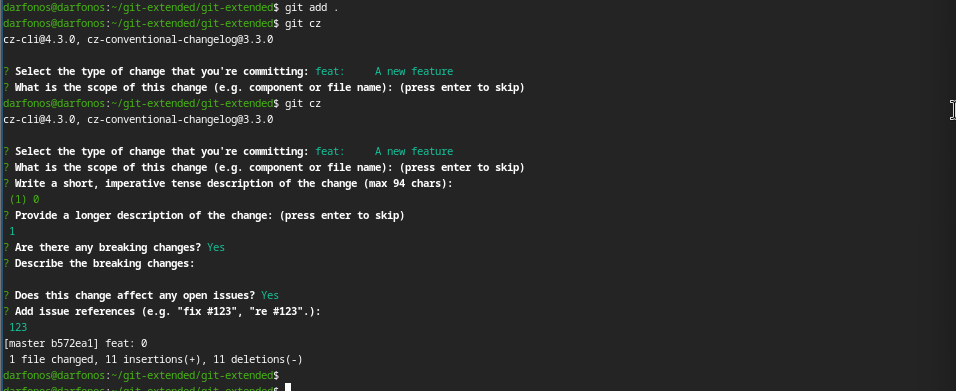 darfonos@darfonos:~/git-extended/git-extended$ git add .
darfonos@darfonos:~/git-extended/git-extended$ git cz
cz-cli@4.3.0, cz-conventional-changelog@3.3.0
? Select the type of change that you're committing: feat:     A new feature
? What is the scope of this change (e.g. component or file name): (press enter to skip)
darfonos@darfonos:~/git-extended/git-extended$ git cz
cz-cli@4.3.0, cz-conventional-changelog@3.3.0
? Select the type of change that you're committing: feat:     A new feature
? What is the scope of this change (e.g. component or file name): (press enter to skip)
? Write a short, imperative tense description of the change (max 94 chars):
(1) 0
? Provide a longer description of the change: (press enter to skip)
1
? Are there any breaking changes? Yes
? Describe the breaking changes:
? Does this change affect any open issues? Yes
? Add issue references (e.g. "fix #123", "re #123".):
123
[master b572ea1] feat: 0
1 file changed, 11 insertions(+), 11 deletions(-)
darfonos@darfonos:~/git-extended/git-extended$
darfonos@darfonos:~/git-extended/git-extended$